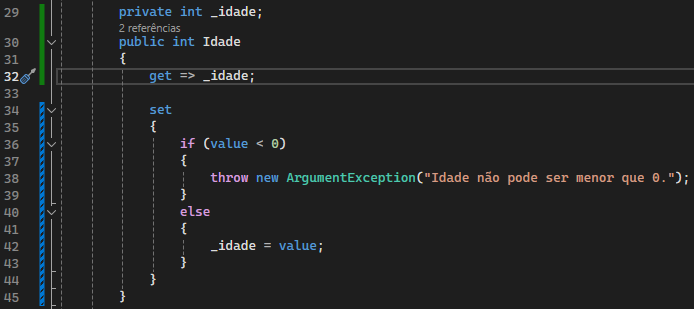 29 private int _idade;
2 referências
30 public int Idade
31 {
32 get => _idade;
33
34 set
35 {
36 if (value < 0)
37 {
38 throw new ArgumentException("Idade não pode ser menor que 0.");
39 }
40 else
41 {
42 _idade = value;
43 }
44 }
45 }